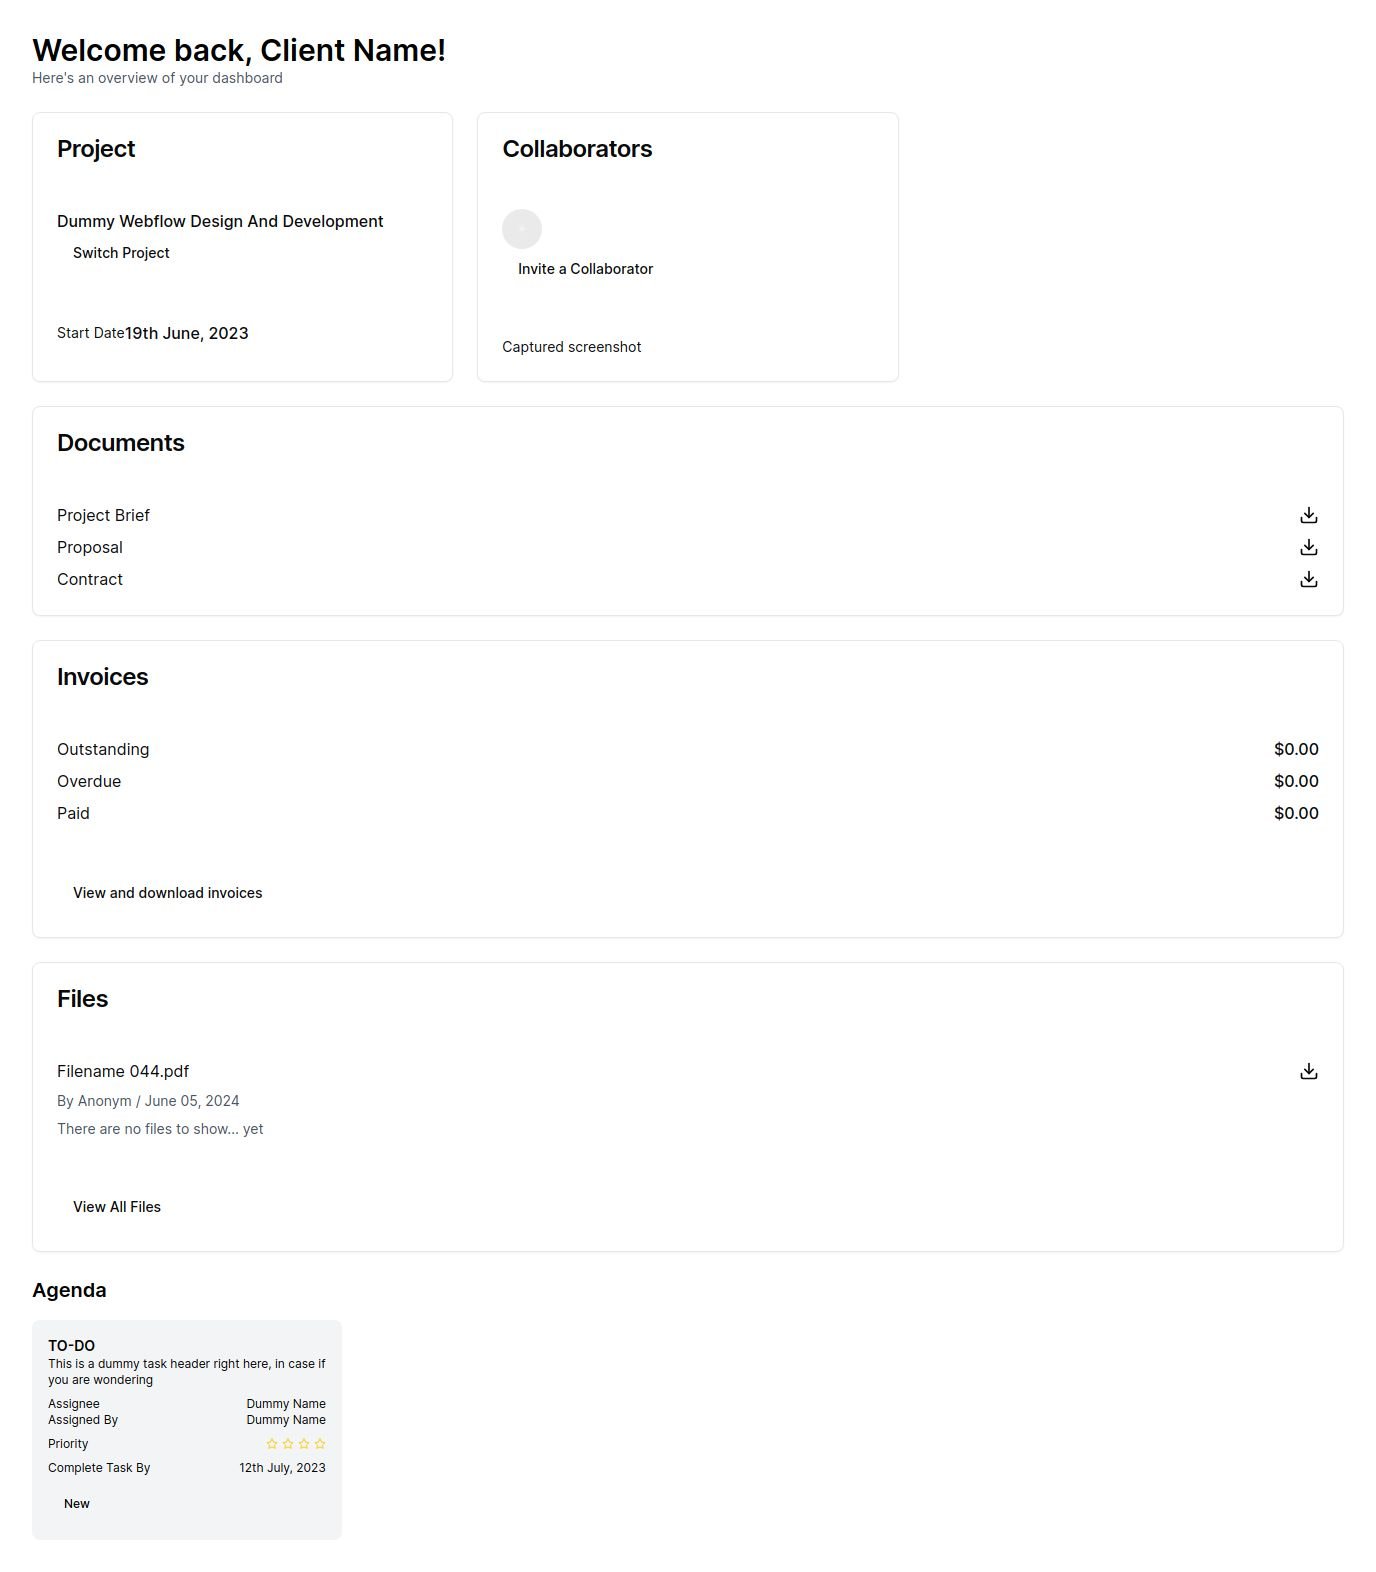 Welcome back, Client Name!
Here's an overview of your dashboard
Project
Dummy Webflow Design And Development
Switch Project
Start Date19th June, 2023
Collaborators
Invite a Collaborator
Captured screenshot
Documents
Project Brief
Proposal
Contract
Invoices
Outstanding $0.00
Overdue $0.00
Paid $0.00
View and download invoices
Files
Filename 044.pdf
By Anonym / June 05, 2024
There are no files to show... yet
View All Files
Agenda
TO-DO
This is a dummy task header right here, in case if
you are wondering
Assignee Dummy Name
Assigned By Dummy Name
Priority
Complete Task By 12th July, 2023
New